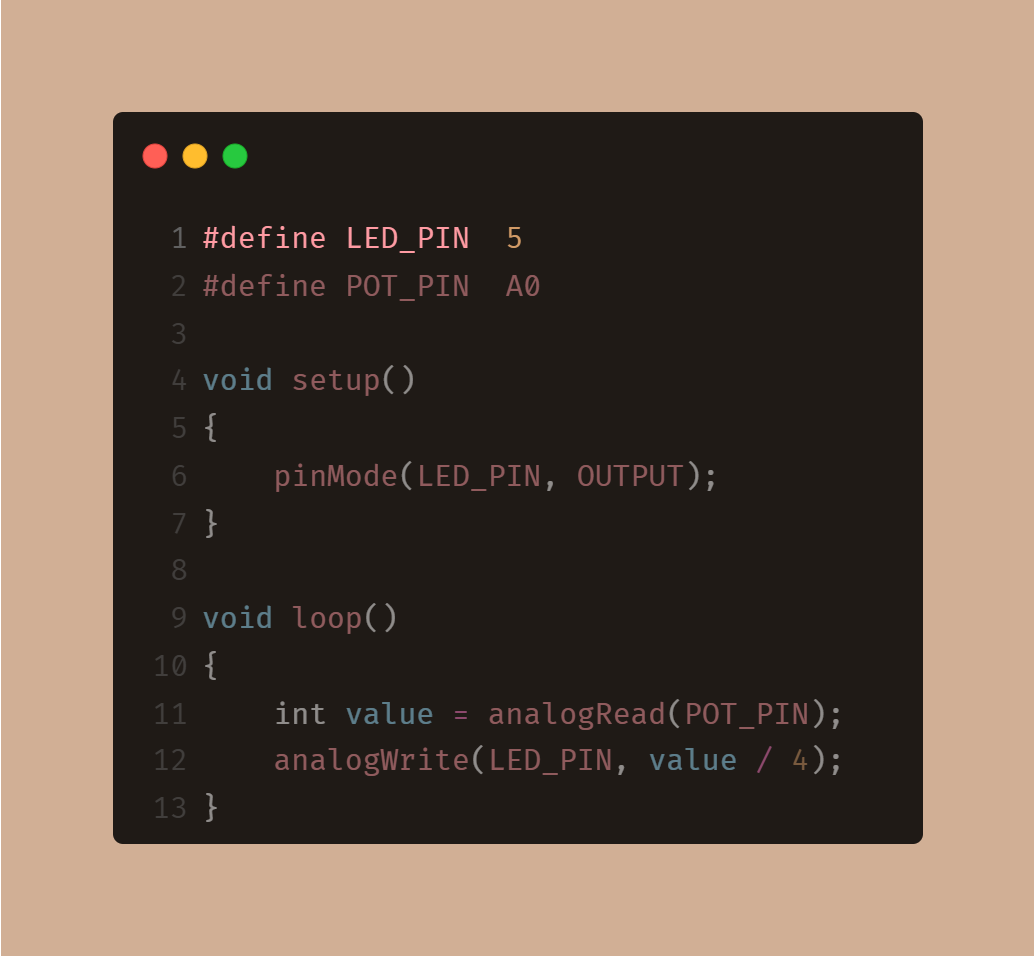 1 #define LED_PIN  5
2 #define POT_PIN  A0
3
4 void setup()
5 {
6     pinMode(LED_PIN, OUTPUT);
7 }
8
9 void loop()
10 {
11     int value = analogRead(POT_PIN);
12     analogWrite(LED_PIN, value / 4);
13 }